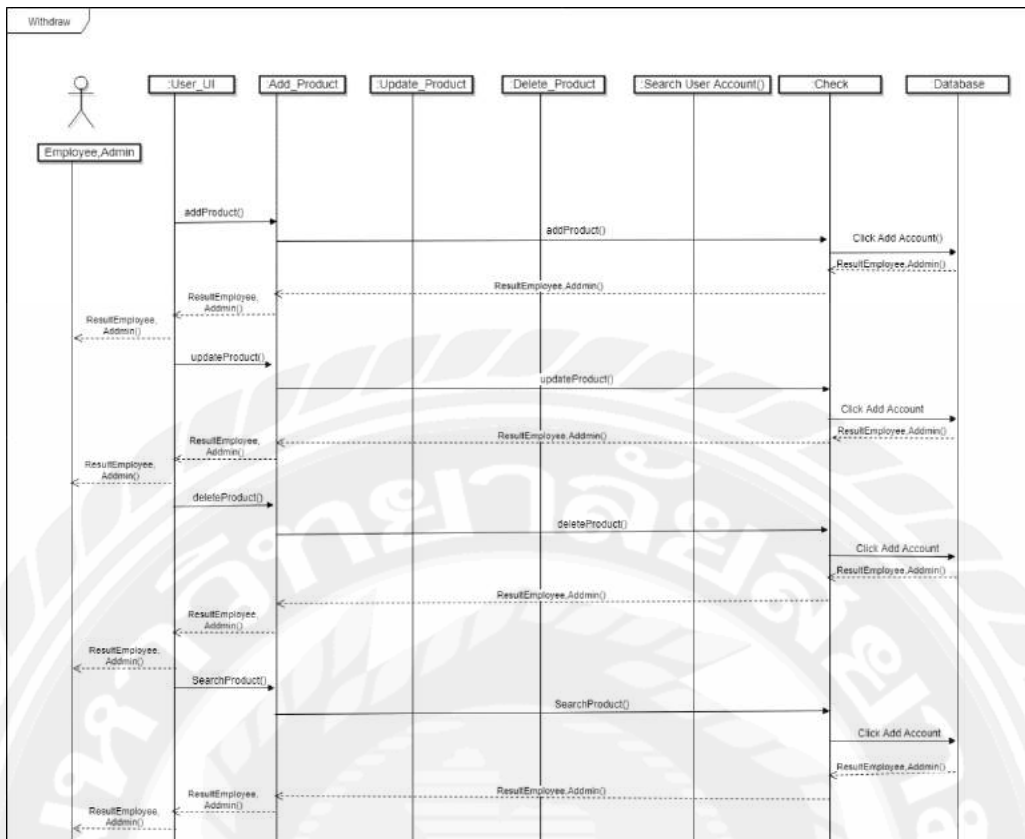 Withdraw
:User_UI
:Add_Product
:Update_Product
:Delete_Product
:Search User Account()
:Check
:Database
Employee,Admin
addProduct()
addProduct()
Click Add Account()
ResultEmployee,Addmin()
ResultEmployee,Addmin()
ResultEmployee,
Addmin()
ResultEmployee,
Addmin()
updateProduct()
updateProduct()
Click Add Account
ResultEmployee,Addmin()
ResultEmployee,Addmin()
ResultEmployee,
Addmin()
ResultEmployee,
Addmin()
deleteProduct()
deleteProduct()
Click Add Account
ResultEmployee,Addmin()
ResultEmployee,Addmin()
ResultEmployee,
Addmin()
ResultEmployee,
Addmin()
SearchProduct()
SearchProduct()
Click Add Account
ResultEmployee,Addmin()
ResultEmployee,Addmin()
ResultEmployee,
Addmin()
ResultEmployee,
Addmin()